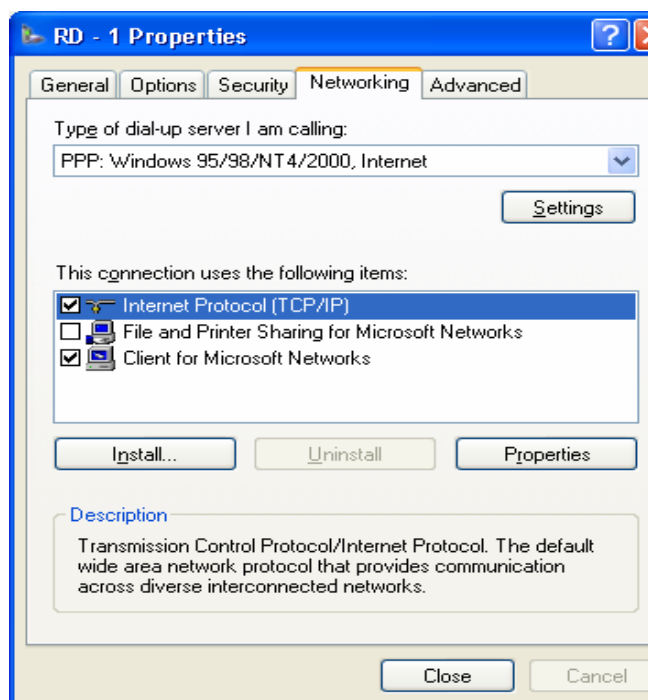 RD - 1 Properties
General Options Security Networking Advanced
Type of dial-up server I am calling:
PPP: Windows 95/98/NT4/2000, Internet
Settings
This connection uses the following items:
Internet Protocol (TCP/IP)
File and Printer Sharing for Microsoft Networks
Client for Microsoft Networks
Install... Uninstall Properties
Description
Transmission Control Protocol/Internet Protocol. The default
wide area network protocol that provides communication
across diverse interconnected networks.
Close Cancel